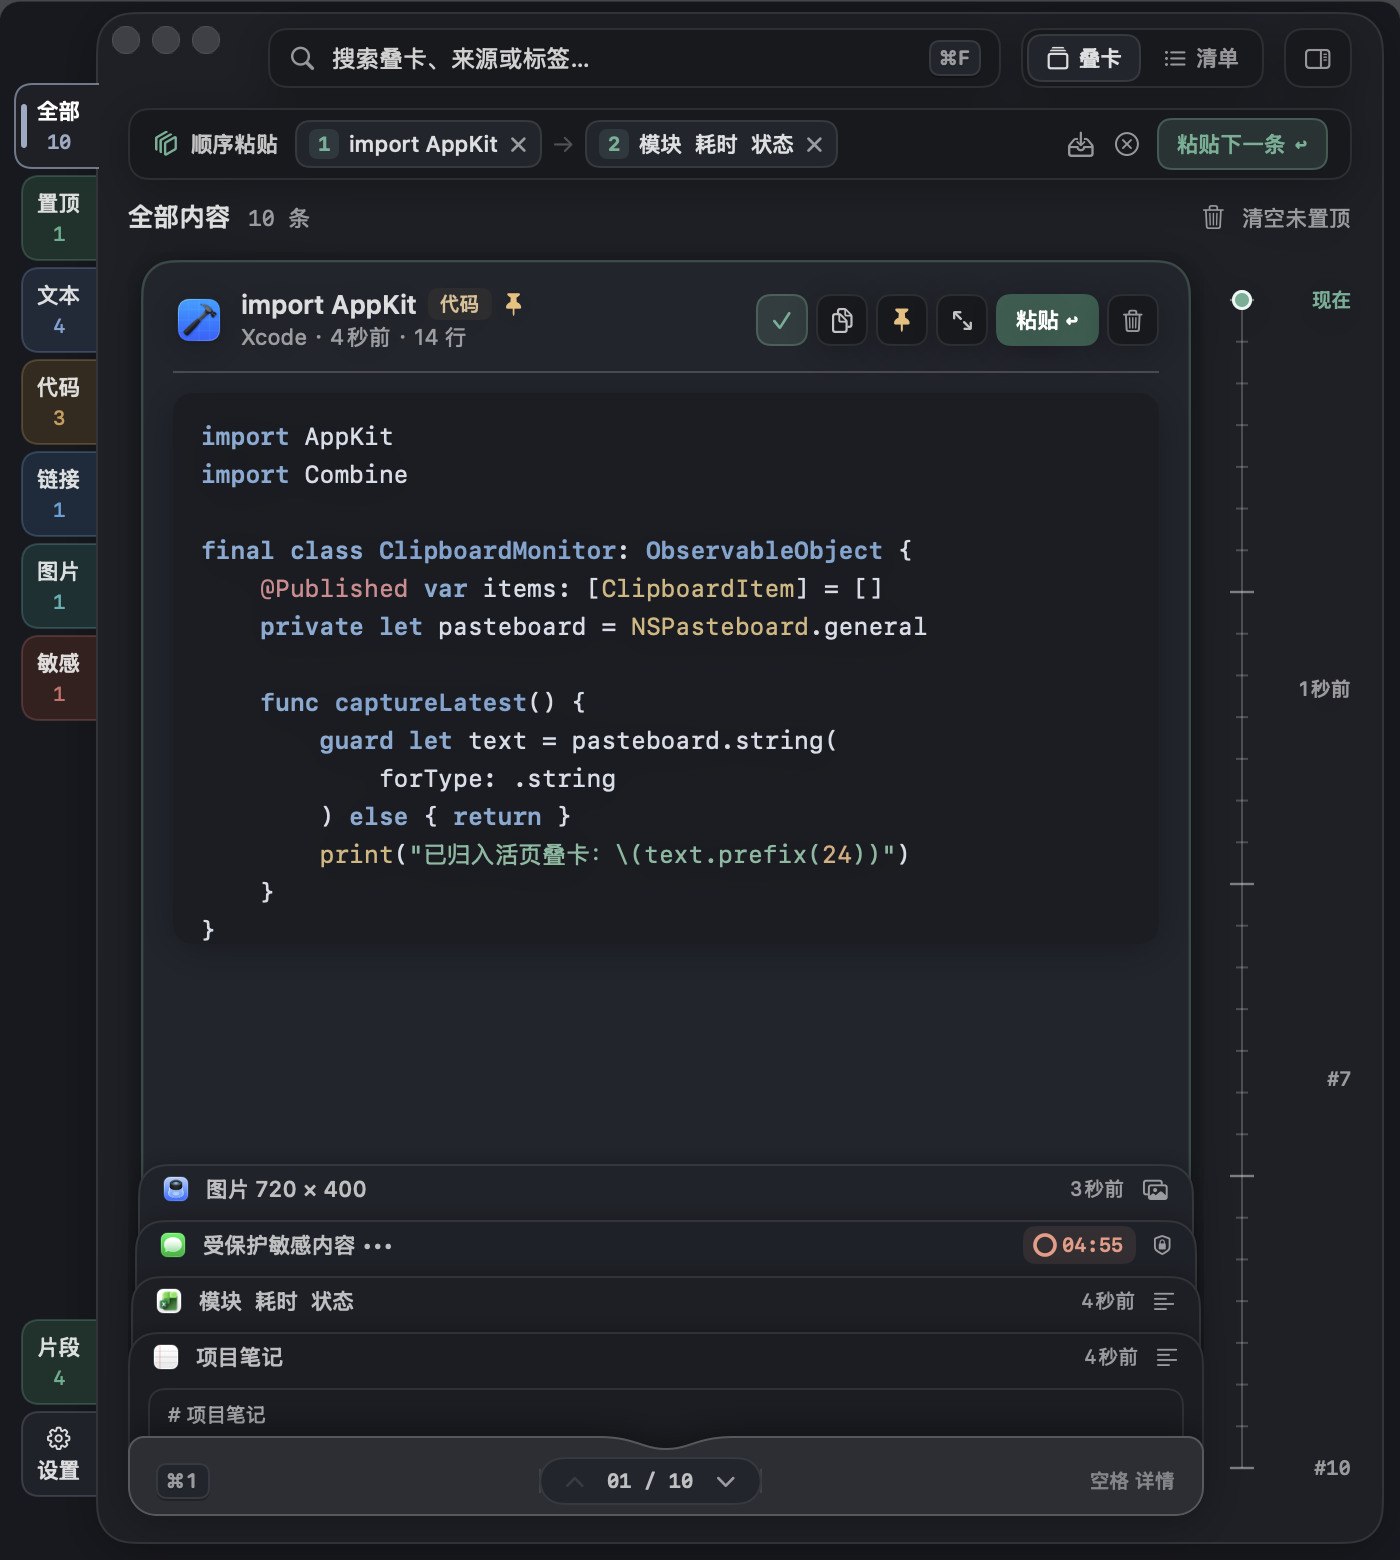 搜索叠卡、来源或标签... ⌘F 叠卡 清单
全部
10
置顶
1
文本
4
代码
3
链接
1
图片
1
敏感
1
片段
4
设置
顺序粘贴 1 import AppKit 2 模块 耗时 状态 粘贴下一条 ↩
全部内容 10 条 清空未置顶
import AppKit 代码
Xcode · 4秒前 · 14 行
粘贴 ↩
import AppKit
import Combine
final class ClipboardMonitor: ObservableObject {
    @Published var items: [ClipboardItem] = []
    private let pasteboard = NSPasteboard.general
    func captureLatest() {
        guard let text = pasteboard.string(
            forType: .string
        ) else { return }
        print("已归入活页叠卡: \(text.prefix(24))")
    }
}
图片 720 × 400 3秒前
受保护敏感内容 ••• 04:55
模块 耗时 状态 4秒前
项目笔记 4秒前
# 项目笔记
⌘1 01 / 10 空格 详情
现在
1秒前
#7
#10